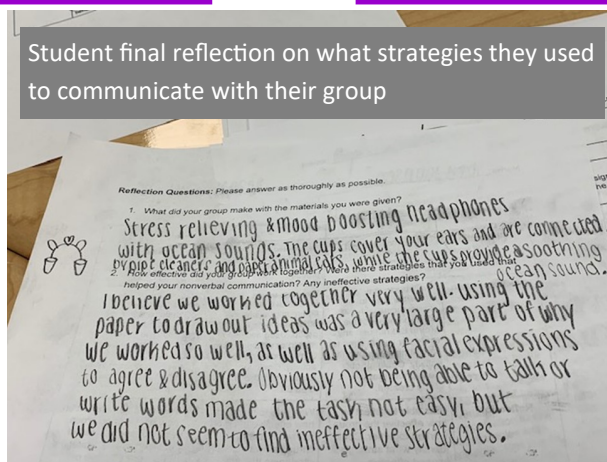 Student final reflection on what strategies they used
to communicate with their group
Reflection Questions: Please answer as thoroughly as possible.
1. What did your group make with the materials you were given?
Stress relieving & mood boosting headphones
with ocean sounds. The cups cover your ears and are connected
by pipe cleaners and paper animal ears, while the cups provide a soothing
ocean sound.
2. How effective did your group work together? Were there strategies that you used that
helped your nonverbal communication? Any ineffective strategies?
I believe we worked together very well. using the
paper to draw out ideas was a very large part of why
we worked so well, as well as using facial expressions
to agree & disagree. Obviously not being able to talk or
write words made the task not easy, but
we did not seem to find ineffective strategies.